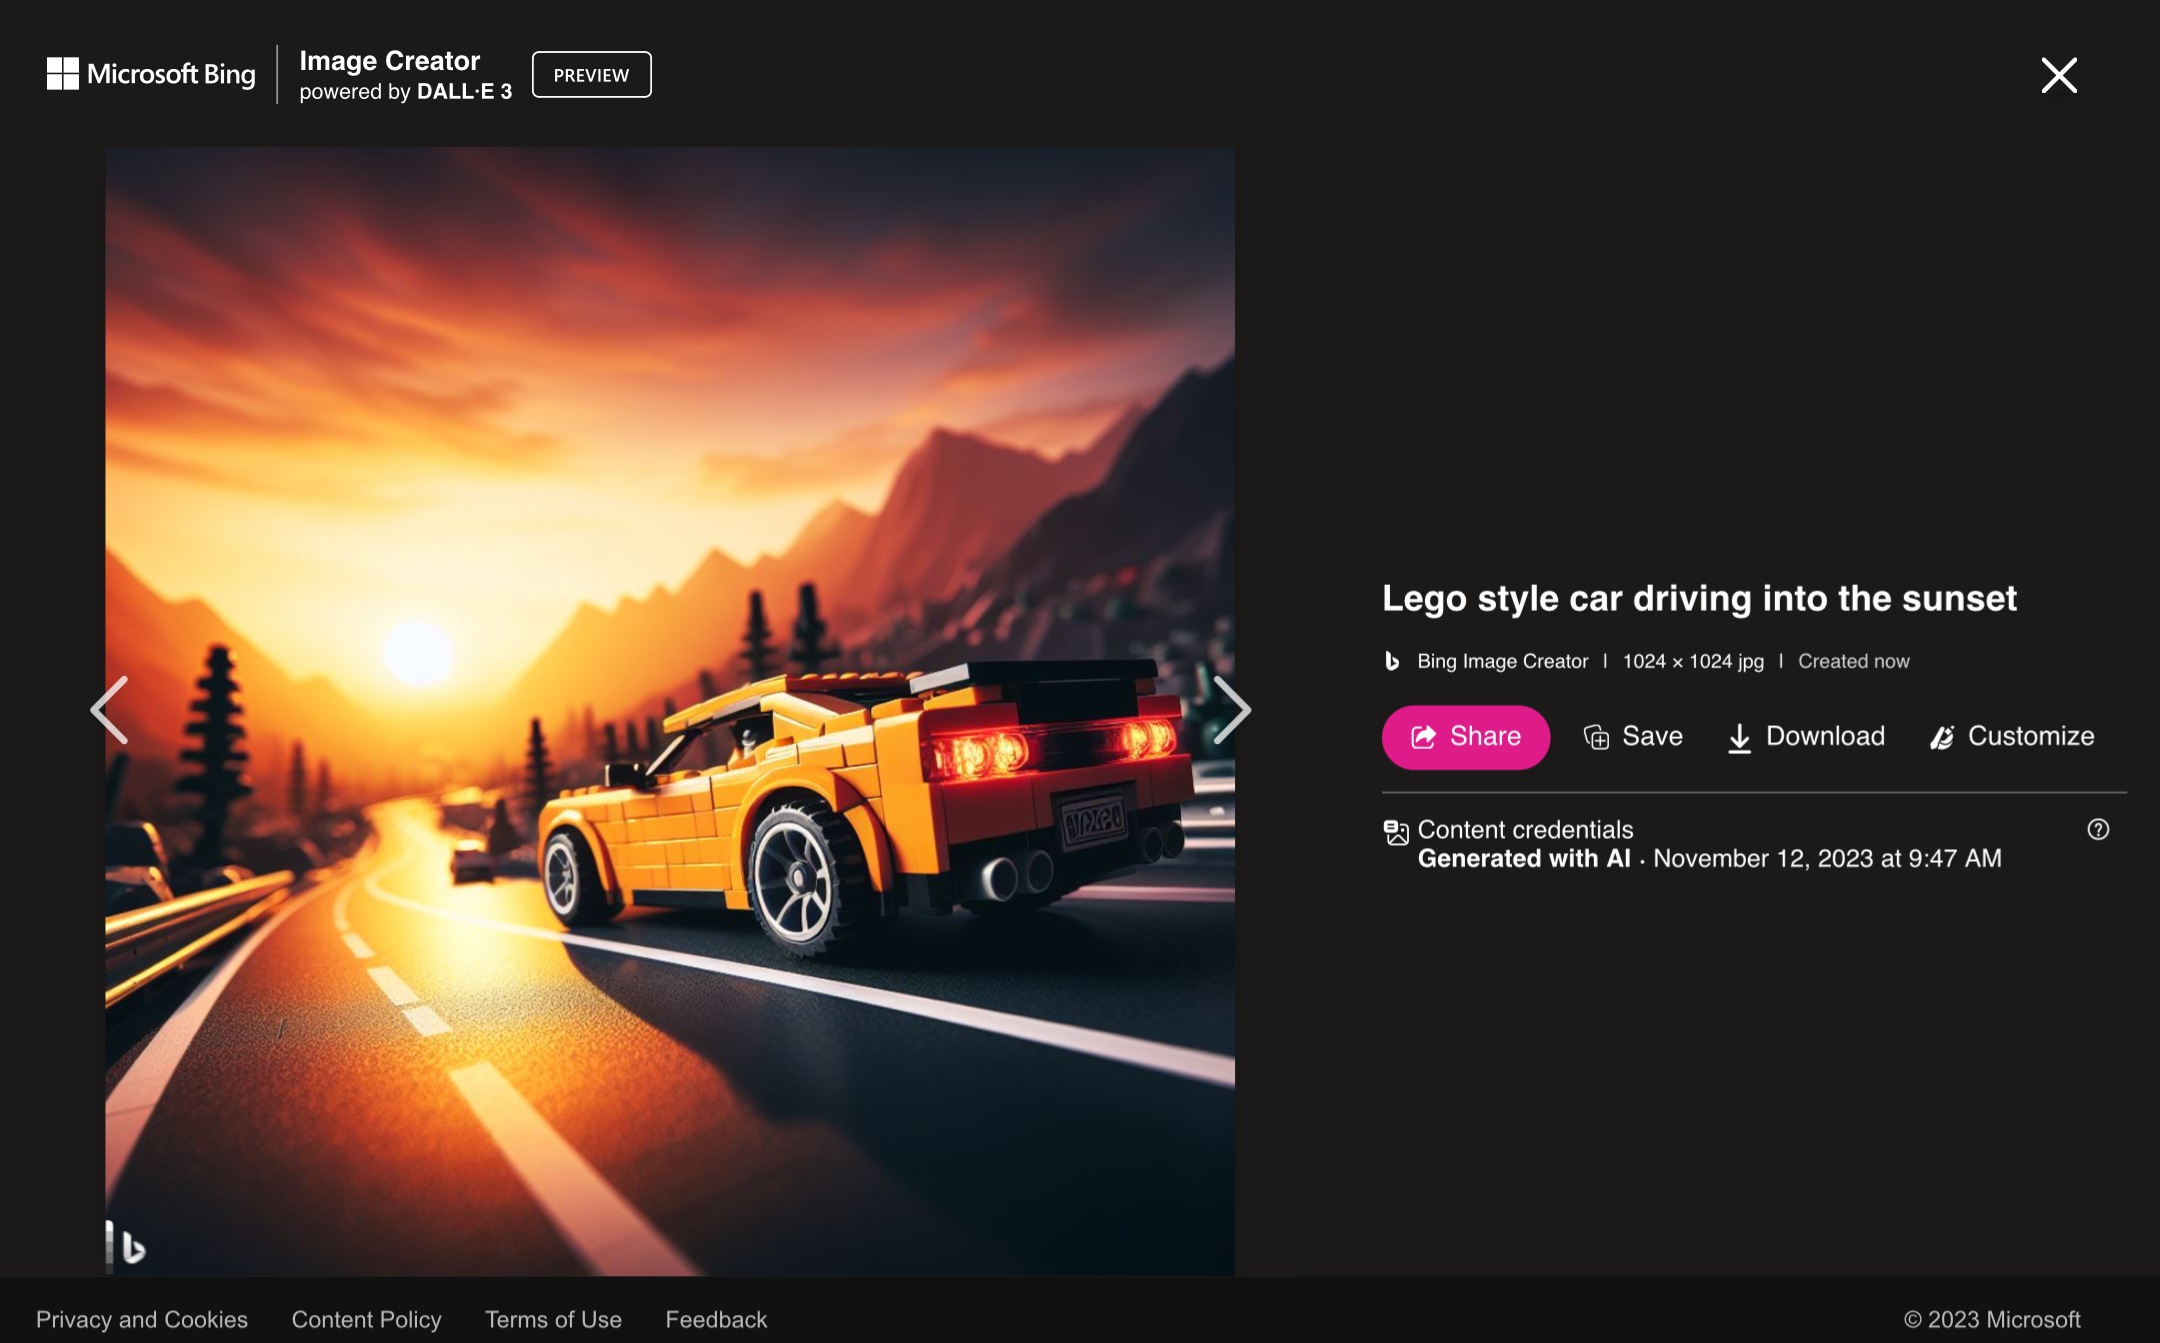 Microsoft Bing
Image Creator
powered by DALL·E 3
PREVIEW
Lego style car driving into the sunset
Bing Image Creator | 1024 × 1024 jpg | Created now
Share Save Download Customize
Content credentials
Generated with AI · November 12, 2023 at 9:47 AM
Privacy and Cookies Content Policy Terms of Use Feedback
© 2023 Microsoft